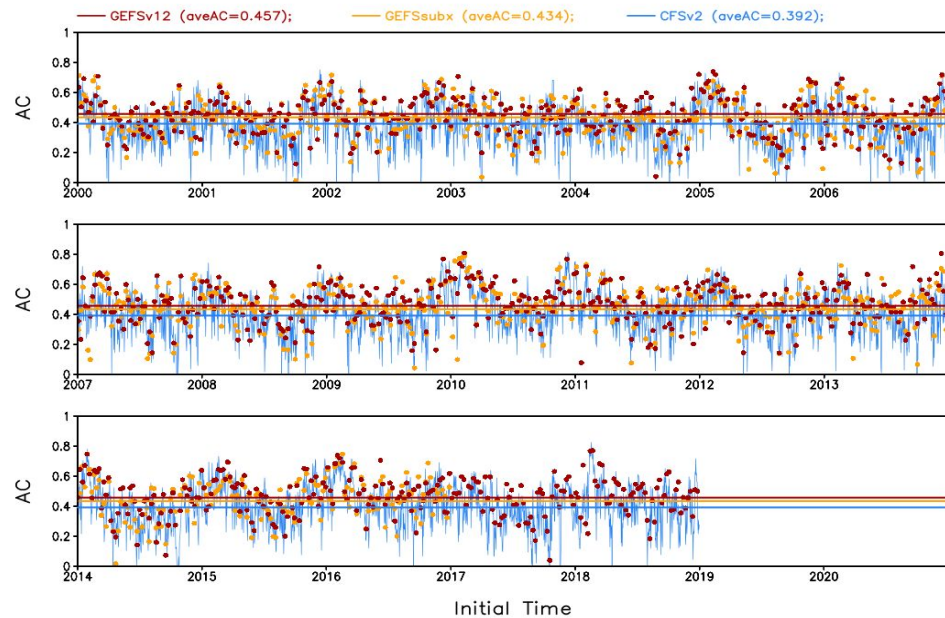 GEFSv12 (aveAC=0.457); GEFSsubx (aveAC=0.434); CFSv2 (aveAC=0.392);
1
0.8
0.6
AC
0.4
0.2
0
2000 2001 2002 2003 2004 2005 2006
1
0.8
0.6
AC
0.4
0.2
0
2007 2008 2009 2010 2011 2012 2013
1
0.8
0.6
AC
0.4
0.2
0
2014 2015 2016 2017 2018 2019 2020
Initial Time